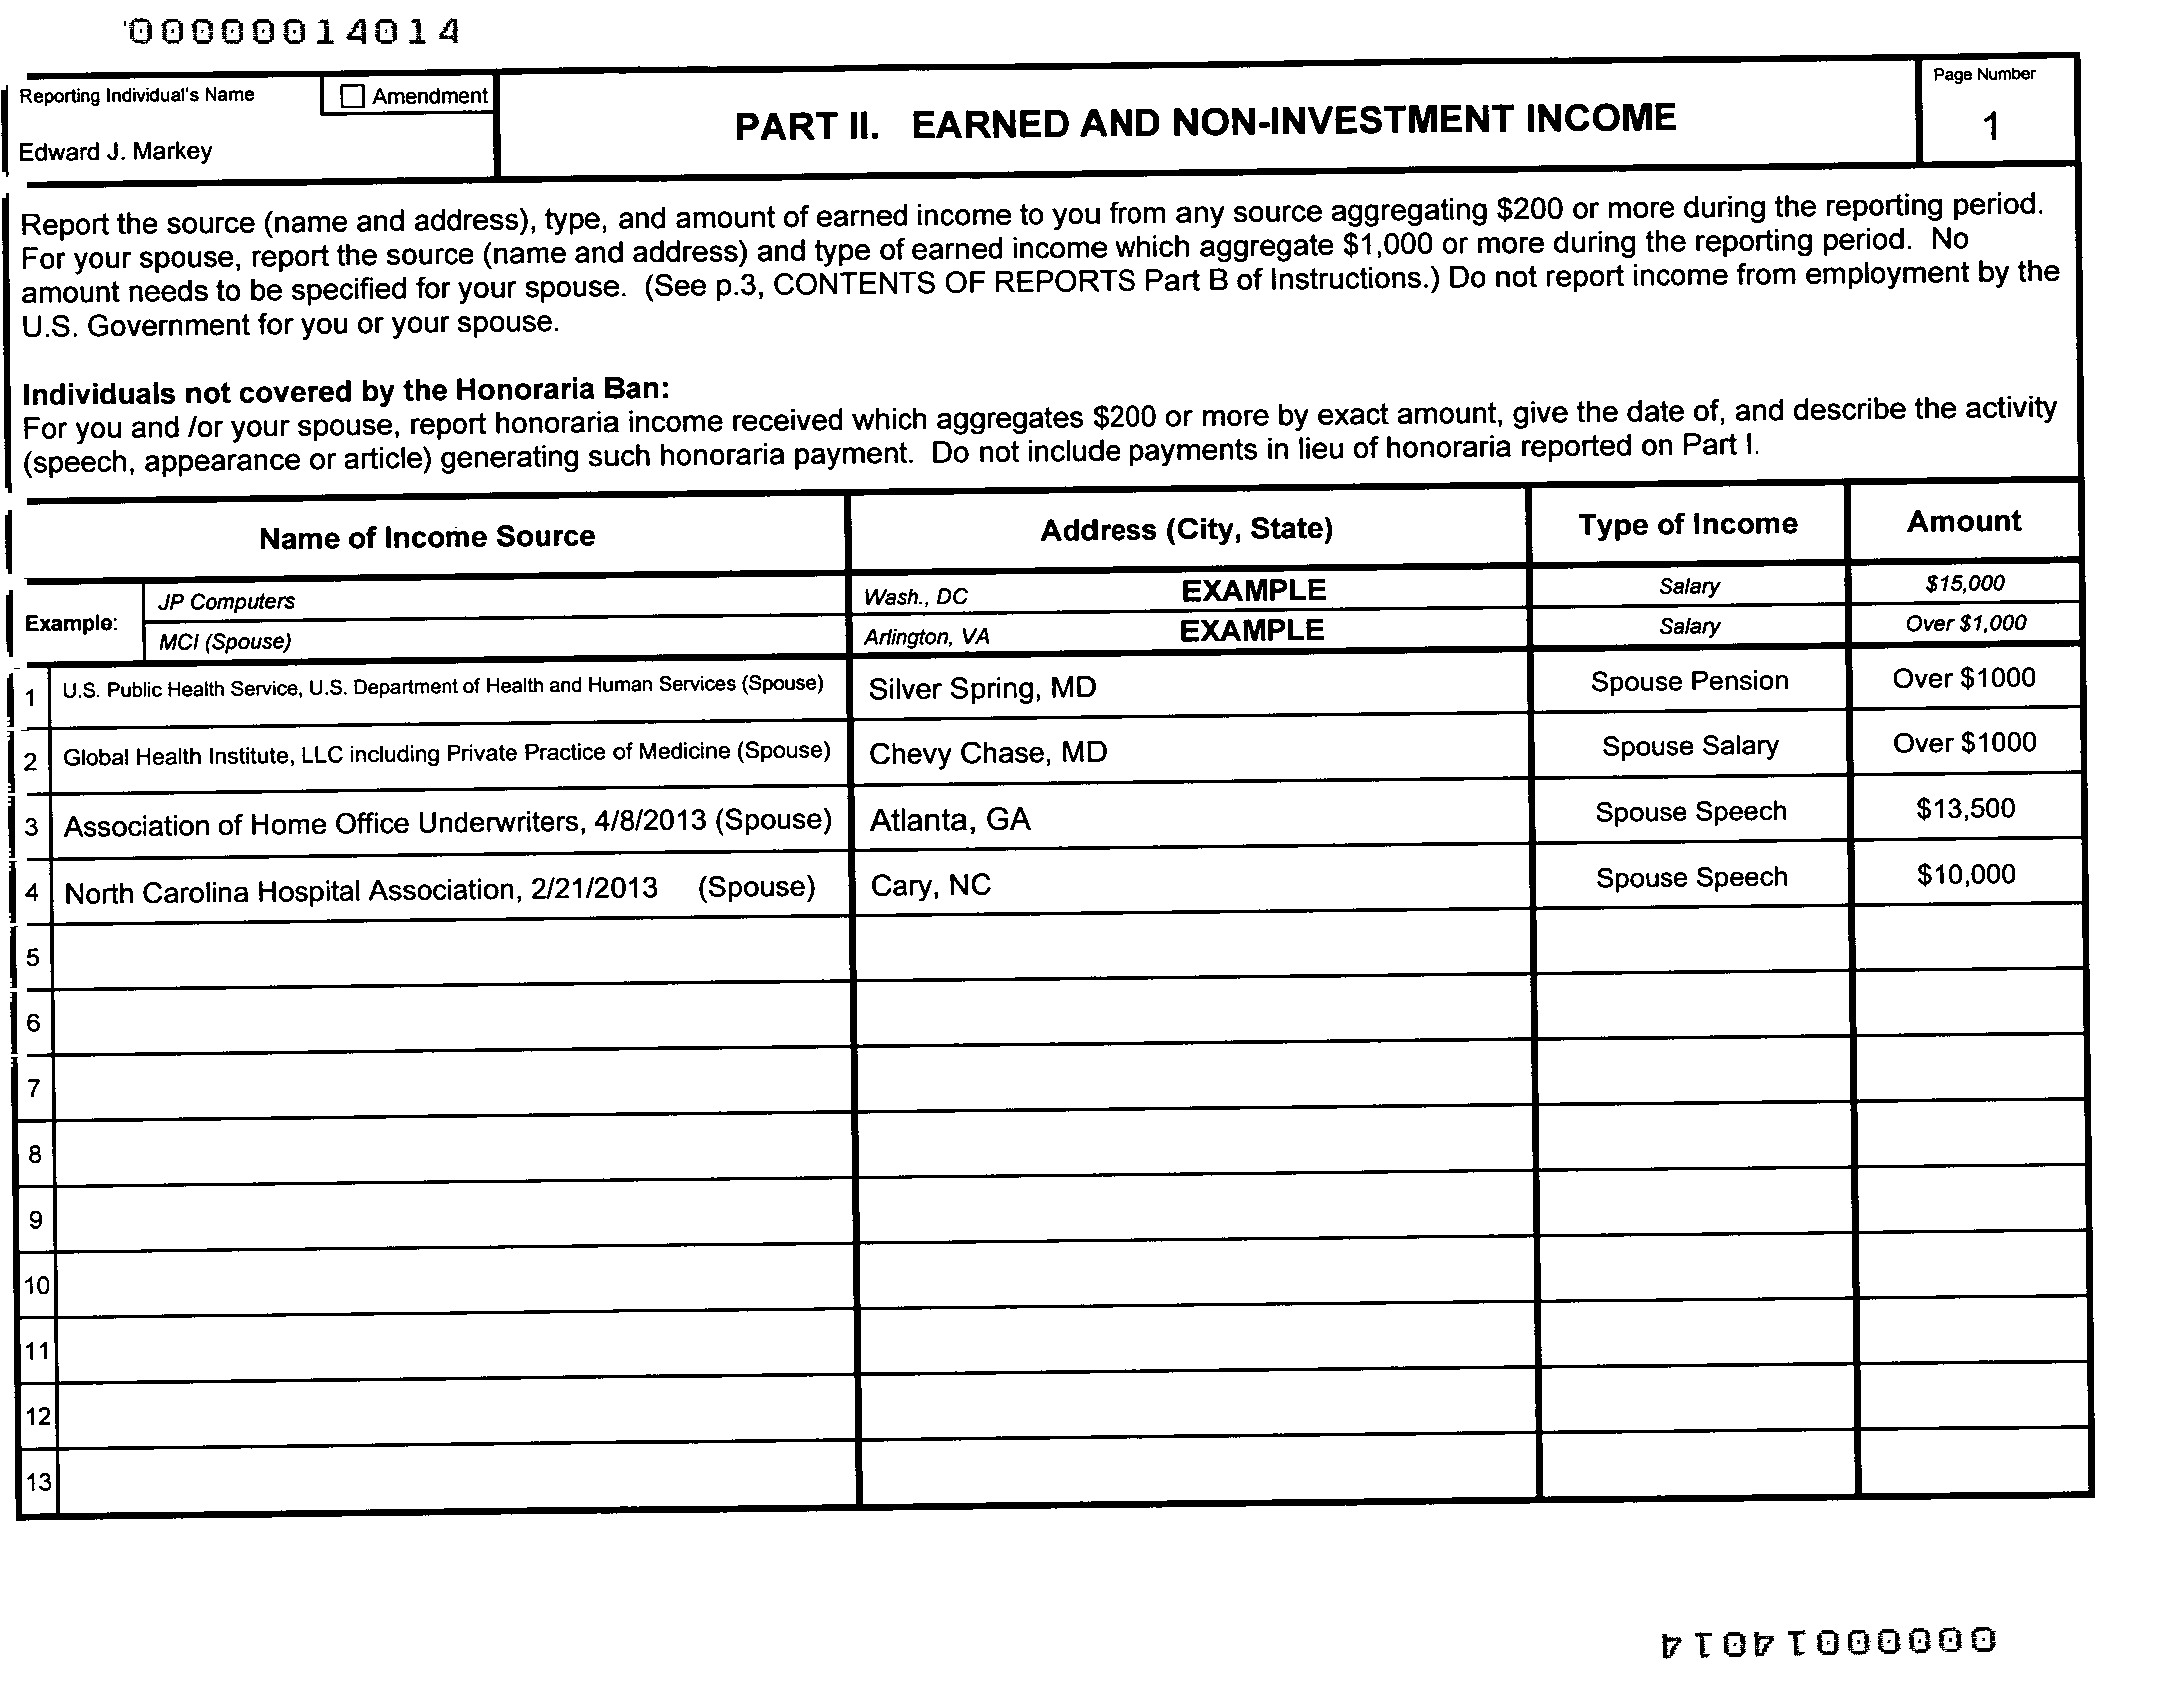 00000014014
Reporting Individual's Name
Amendment
Edward J. Markey
PART II. EARNED AND NON-INVESTMENT INCOME
Page Number
1
Report the source (name and address), type, and amount of earned income to you from any source aggregating $200 or more during the reporting period.
For your spouse, report the source (name and address) and type of earned income which aggregate $1,000 or more during the reporting period. No
amount needs to be specified for your spouse. (See p.3, CONTENTS OF REPORTS Part B of Instructions.) Do not report income from employment by the
U.S. Government for you or your spouse.
Individuals not covered by the Honoraria Ban:
For you and /or your spouse, report honoraria income received which aggregates $200 or more by exact amount, give the date of, and describe the activity
(speech, appearance or article) generating such honoraria payment. Do not include payments in lieu of honoraria reported on Part I.
Name of Income Source Address (City, State) Type of Income Amount
Example:
JP Computers Wash., DC EXAMPLE Salary $15,000
MCI (Spouse) Arlington, VA EXAMPLE Salary Over $1,000
1 U.S. Public Health Service, U.S. Department of Health and Human Services (Spouse) Silver Spring, MD Spouse Pension Over $1000
2 Global Health Institute, LLC including Private Practice of Medicine (Spouse) Chevy Chase, MD Spouse Salary Over $1000
3 Association of Home Office Underwriters, 4/8/2013 (Spouse) Atlanta, GA Spouse Speech $13,500
4 North Carolina Hospital Association, 2/21/2013 (Spouse) Cary, NC Spouse Speech $10,000
5
6
7
8
9
10
11
12
13
00000014014